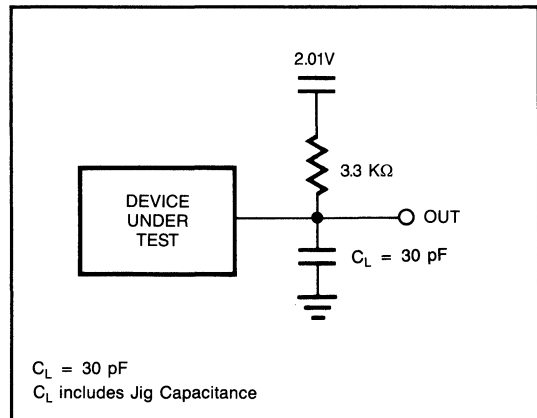 2.01V
3.3 KΩ
DEVICE
UNDER
TEST
OUT
C_L = 30 pF
C_L = 30 pF
C_L includes Jig Capacitance